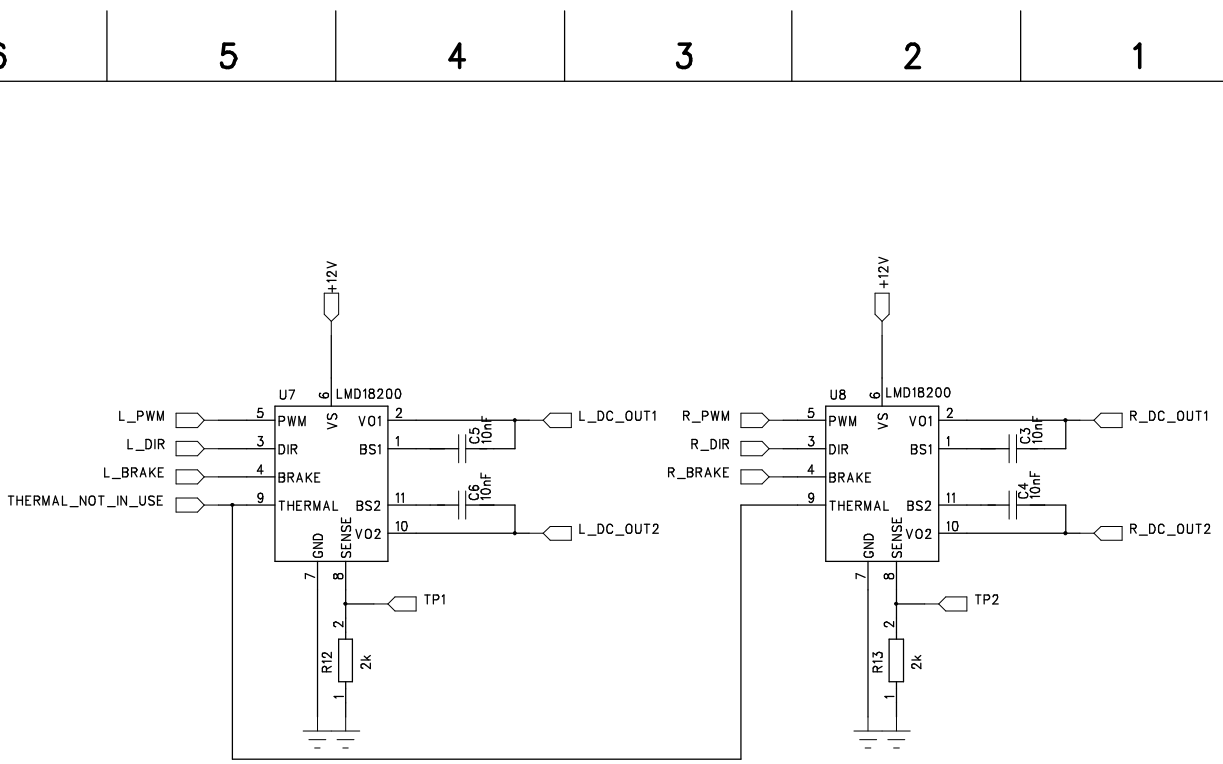 6 5 4 3 2 1
+12V
U7 6 LMD18200
L_PWM 5 PWM VS VO1 2 L_DC_OUT1
L_DIR 3 DIR BS1 1 C5 10nF
L_BRAKE 4 BRAKE
THERMAL_NOT_IN_USE 9 THERMAL BS2 11 C6 10nF
GND SENSE VO2 10 L_DC_OUT2
7 8
TP1
2
R12 2k
1
+12V
U8 6 LMD18200
R_PWM 5 PWM VS VO1 2 R_DC_OUT1
R_DIR 3 DIR BS1 1 C3 10nF
R_BRAKE 4 BRAKE
9 THERMAL BS2 11 C4 10nF
GND SENSE VO2 10 R_DC_OUT2
7 8
TP2
2
R13 2k
1